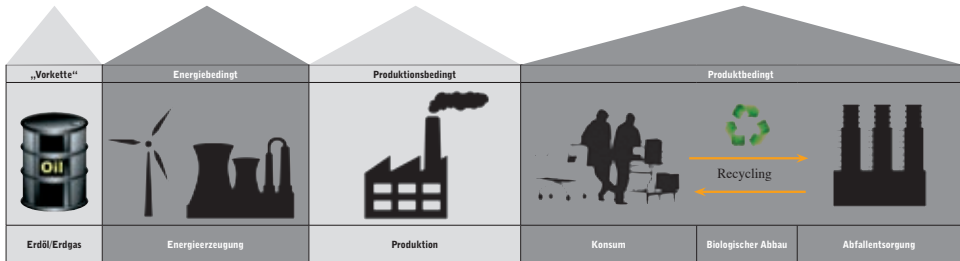 „Vorkette“
Energiebedingt
Produktionsbedingt
Produktbedingt
Oil
Recycling
Erdöl/Erdgas
Energieerzeugung
Produktion
Konsum
Biologischer Abbau
Abfallentsorgung